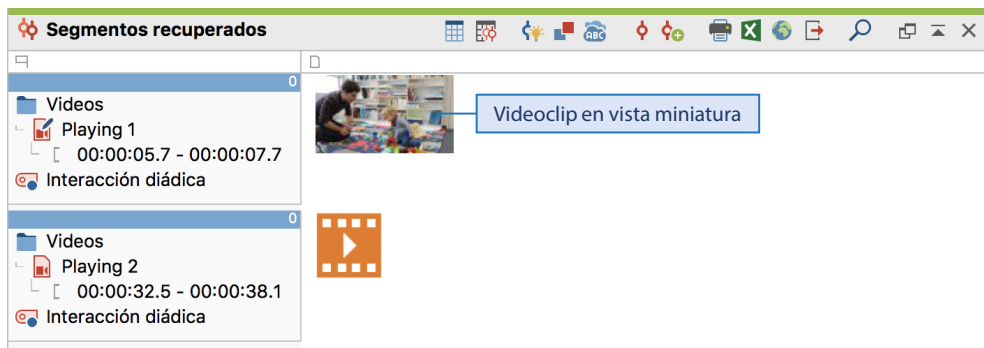 Segmentos recuperados
ABC
0
Videos
Playing 1
00:00:05.7 - 00:00:07.7
Interacción diádica
Videoclip en vista miniatura
0
Videos
Playing 2
00:00:32.5 - 00:00:38.1
Interacción diádica